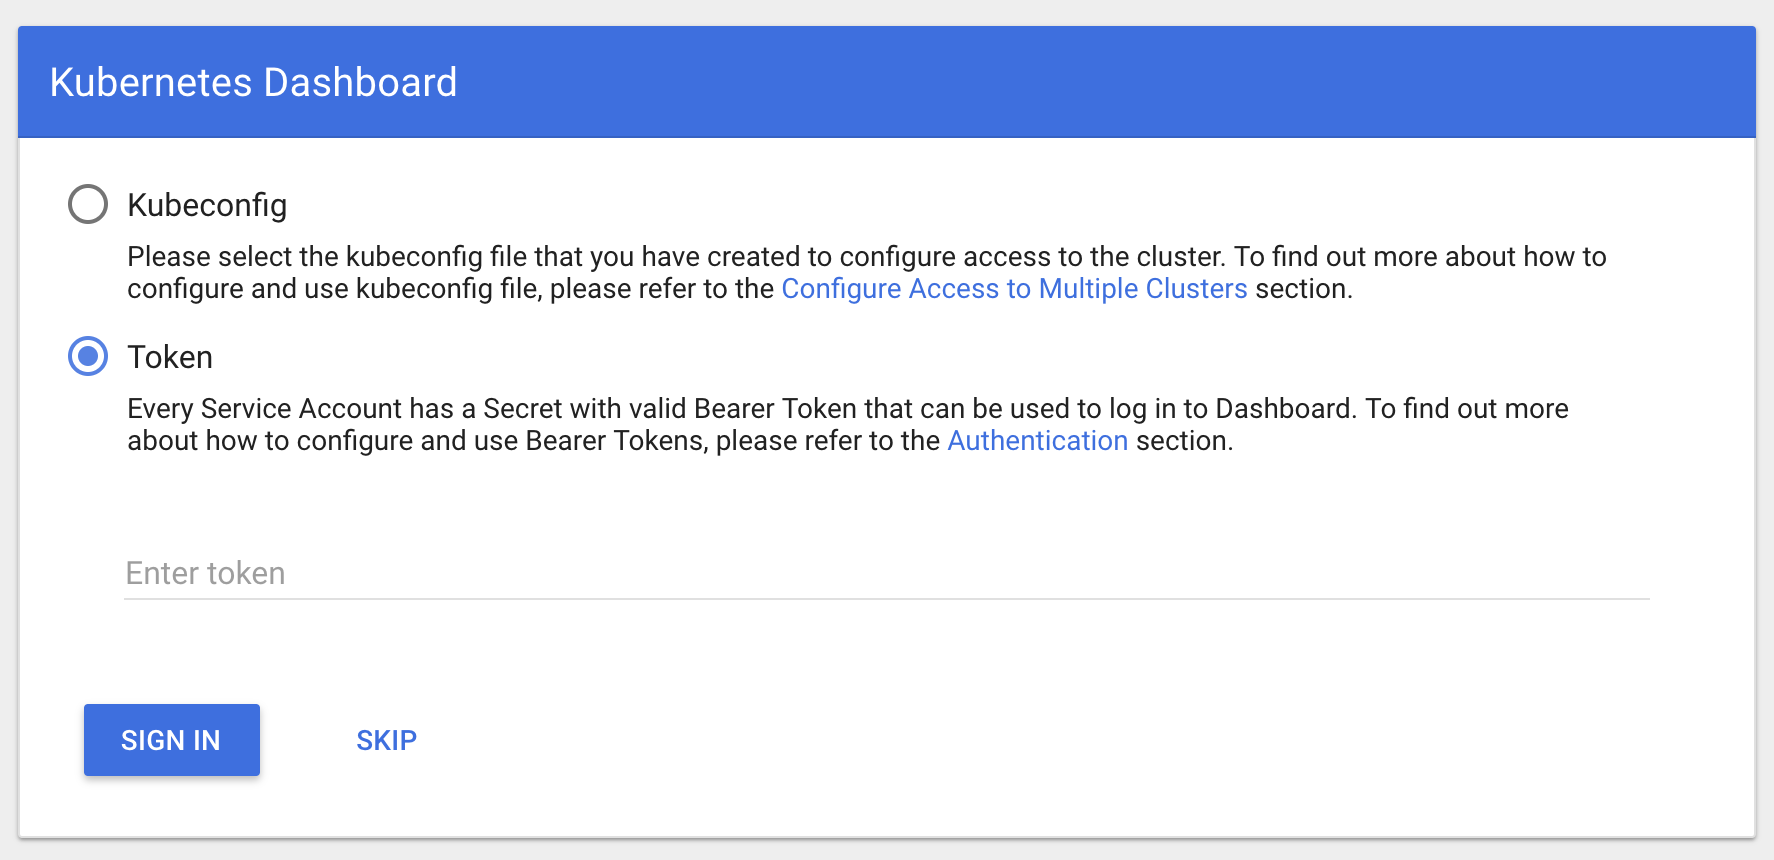 Kubernetes Dashboard
Kubeconfig
Please select the kubeconfig file that you have created to configure access to the cluster. To find out more about how to
configure and use kubeconfig file, please refer to the Configure Access to Multiple Clusters section.
Token
Every Service Account has a Secret with valid Bearer Token that can be used to log in to Dashboard. To find out more
about how to configure and use Bearer Tokens, please refer to the Authentication section.
Enter token
SIGN IN SKIP